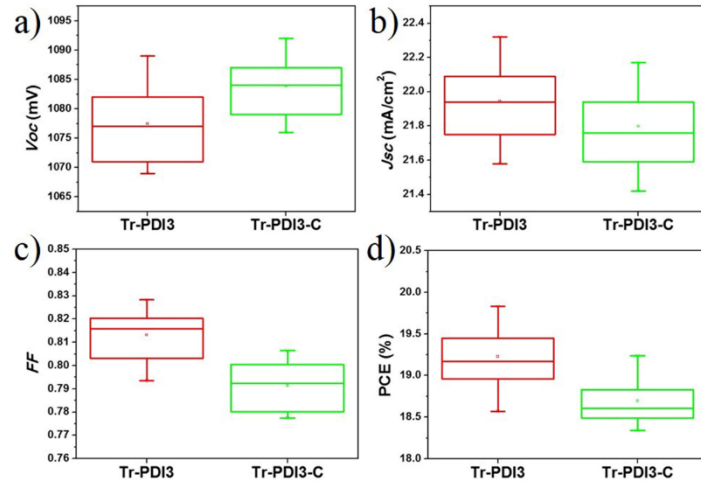 a)
Voc (mV)
1095
1090
1085
1080
1075
1070
1065
Tr-PDI3 Tr-PDI3-C
b)
Jsc (mA/cm²)
22.4
22.2
22.0
21.8
21.6
21.4
Tr-PDI3 Tr-PDI3-C
c)
FF
0.85
0.84
0.83
0.82
0.81
0.80
0.79
0.78
0.77
0.76
Tr-PDI3 Tr-PDI3-C
d)
PCE (%)
20.5
20.0
19.5
19.0
18.5
18.0
Tr-PDI3 Tr-PDI3-C